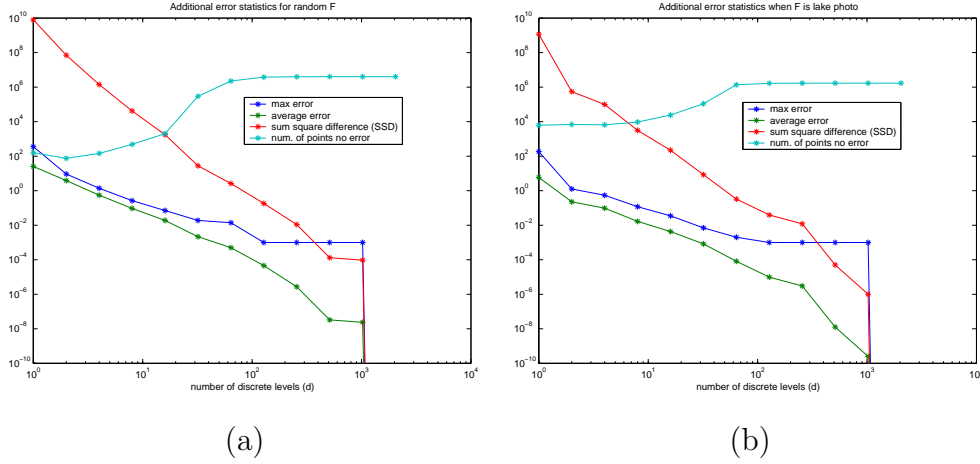 Additional error statistics for random F
10^10
10^8
10^6
10^4
10^2
10^0
10^−2
10^−4
10^−6
10^−8
10^−10
max error
average error
sum square difference (SSD)
num. of points no error
10^0 10^1 10^2 10^3 10^4
number of discrete levels (d)
(a)
Additional error statistics when F is lake photo
10^10
10^8
10^6
10^4
10^2
10^0
10^−2
10^−4
10^−6
10^−8
10^−10
max error
average error
sum square difference (SSD)
num. of points no error
10^0 10^1 10^2 10^3 10
number of discrete levels (d)
(b)